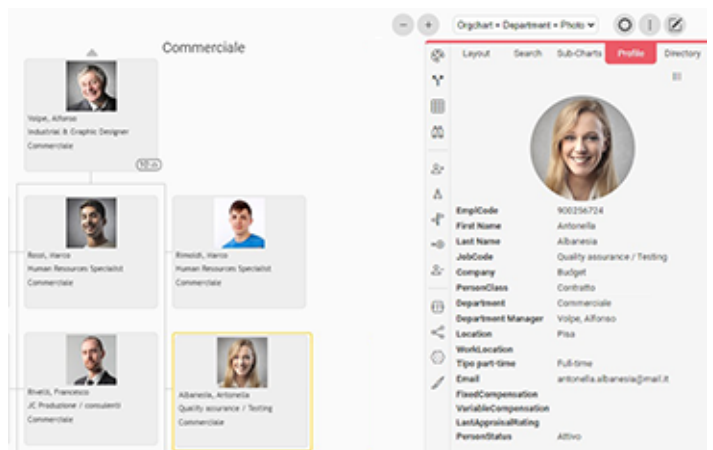 − + Orgchart + Department + Photo
Commerciale
Layout Search Sub-Charts Profile Directory
Volpe, Alfonso
Industrial & Graphic Designer
Commerciale
Rossi, Marco
Human Resources Specialist
Commerciale
Rimoldi, Marco
Human Resources Specialist
Commerciale
Rivelli, Francesco
JC Produzione / consulenti
Commerciale
Albanesia, Antonella
Quality assurance / Testing
Commerciale
EmplCode 900256724
First Name Antonella
Last Name Albanesia
JobCode Quality assurance / Testing
Company Budget
PersonClass Contratto
Department Commerciale
Department Manager Volpe, Alfonso
Location Pisa
WorkLocation
Tipo part-time Full-time
Email antonella.albanesia@mail.it
FixedCompensation
VariableCompensation
LastAppraisalRating
PersonStatus Attivo